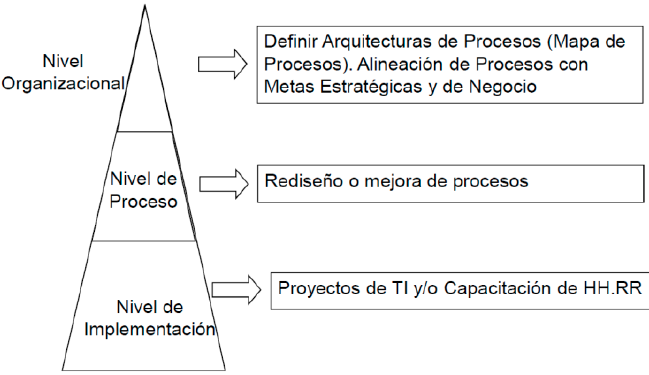 Nivel
Organizacional
Definir Arquitecturas de Procesos (Mapa de
Procesos). Alineación de Procesos con
Metas Estratégicas y de Negocio
Nivel de
Proceso
Rediseño o mejora de procesos
Nivel de
Implementación
Proyectos de TI y/o Capacitación de HH.RR